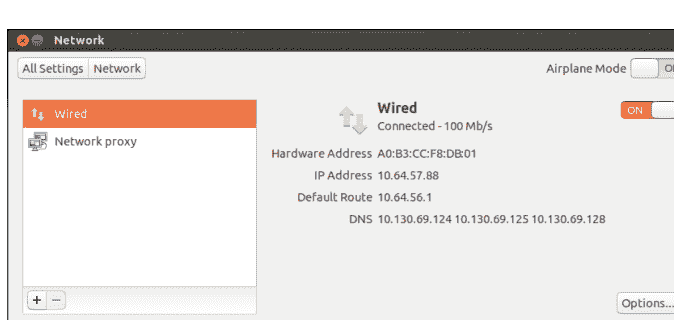 Network
All Settings Network
Airplane Mode
Wired
Network proxy
Wired
Connected - 100 Mb/s
ON
Hardware Address A0:B3:CC:F8:DB:01
IP Address 10.64.57.88
Default Route 10.64.56.1
DNS 10.130.69.124 10.130.69.125 10.130.69.128
+ −
Options...